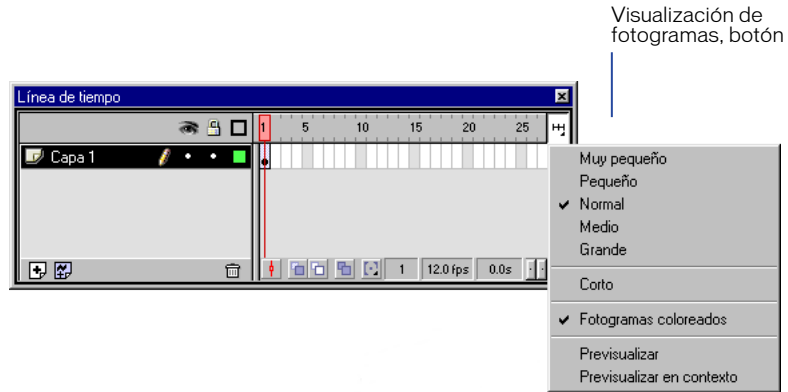 Visualización de
fotogramas, botón
Línea de tiempo
1 5 10 15 20 25
Capa 1
1 12.0 fps 0.0s
Muy pequeño
Pequeño
Normal
Medio
Grande
Corto
Fotogramas coloreados
Previsualizar
Previsualizar en contexto